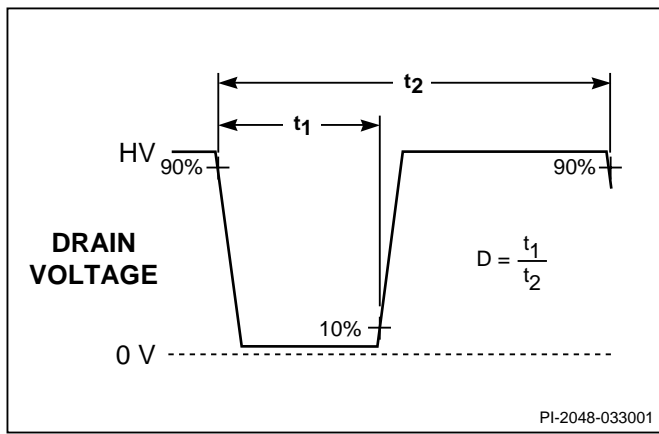 t2
t1
HV
90%
90%
DRAIN
VOLTAGE
D = t1
t2
10%
0 V
PI-2048-033001